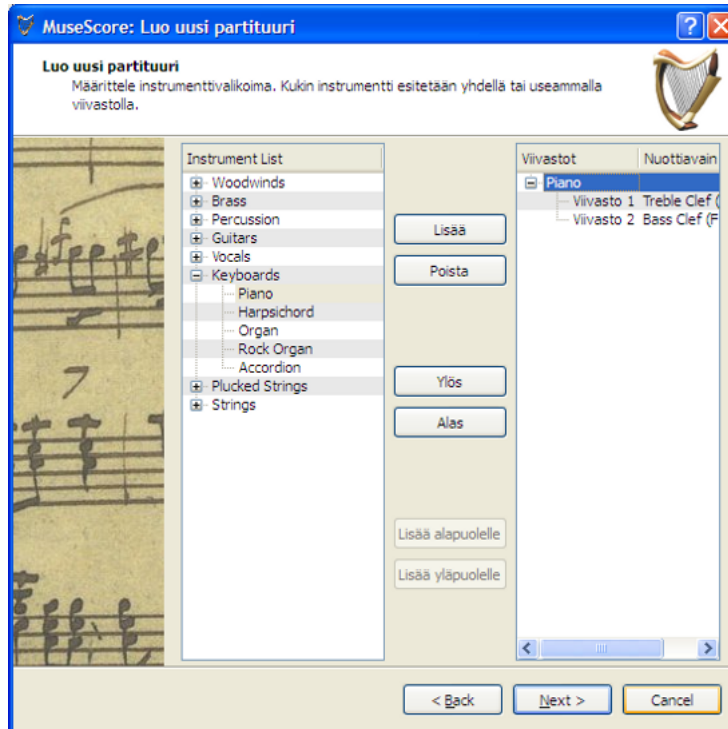 MuseScore: Luo uusi partituuri
Luo uusi partituuri
Määrittele instrumenttivalikoima. Kukin instrumentti esitetään yhdellä tai useammalla
viivastolla.
Instrument List
Woodwinds
Brass
Percussion
Guitars
Vocals
Keyboards
Piano
Harpsichord
Organ
Rock Organ
Accordion
Plucked Strings
Strings
Lisää
Poista
Ylös
Alas
Lisää alapuolelle
Lisää yläpuolelle
Viivastot Nuottiavain
Piano
Viivasto 1 Treble Clef (
Viivasto 2 Bass Clef (F
< Back
Next >
Cancel